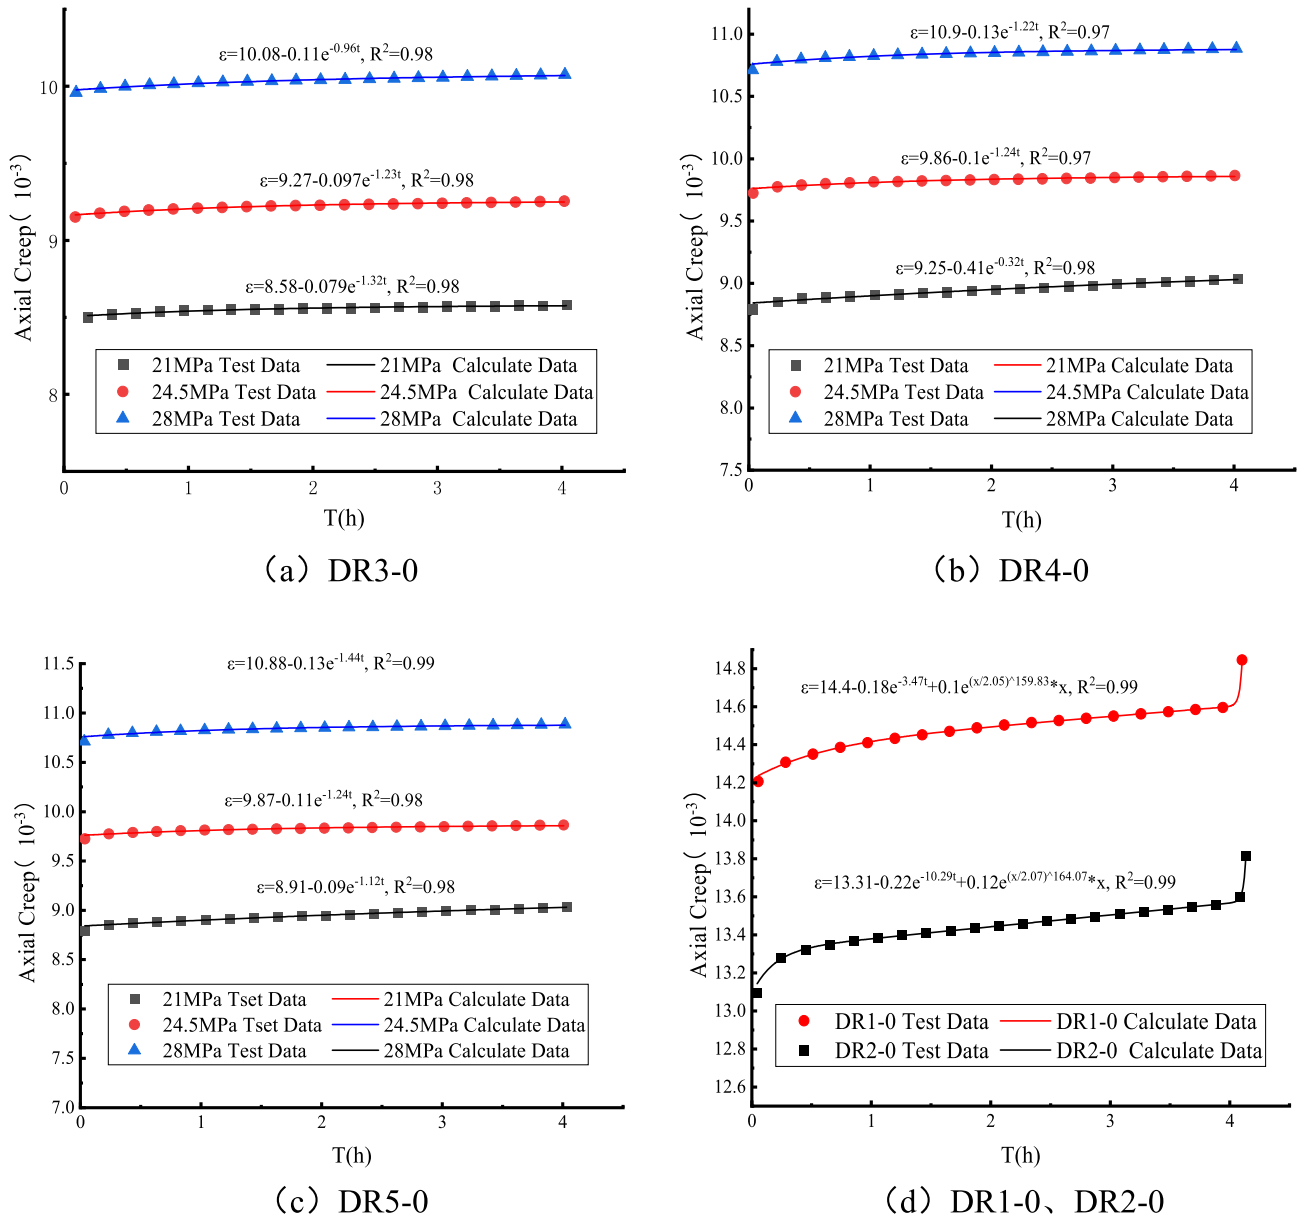 ε=10.08-0.11e^-0.96t, R²=0.98
ε=9.27-0.097e^-1.23t, R²=0.98
ε=8.58-0.079e^-1.32t, R²=0.98
10
9
8
Axial Creep( 10^-3)
21MPa Test Data 21MPa Calculate Data
24.5MPa Test Data 24.5MPa Calculate Data
28MPa Test Data 28MPa Calculate Data
0 1 2 3 4
T(h)
(a) DR3-0
ε=10.9-0.13e^-1.22t, R²=0.97
ε=9.86-0.1e^-1.24t, R²=0.97
ε=9.25-0.41e^-0.32t, R²=0.98
11.0
10.5
10.0
9.5
9.0
8.5
8.0
7.5
Axial Creep( 10^-3)
21MPa Test Data 21MPa Calculate Data
24.5MPa Test Data 24.5MPa Calculate Data
28MPa Test Data 28MPa Calculate Data
0 1 2 3 4
T(h)
(b) DR4-0
ε=10.88-0.13e^-1.44t, R²=0.99
ε=9.87-0.11e^-1.24t, R²=0.98
ε=8.91-0.09e^-1.12t, R²=0.98
11.5
11.0
10.5
10.0
9.5
9.0
8.5
8.0
7.5
7.0
Axial Creep( 10^-3)
21MPa Tset Data 21MPa Calculate Data
24.5MPa Tset Data 24.5MPa Calculate Data
28MPa Test Data 28MPa Calculate Data
0 1 2 3 4
T(h)
(c) DR5-0
ε=14.4-0.18e^-3.47t+0.1e^(x/2.05)^159.83*x, R²=0.99
ε=13.31-0.22e^-10.29t+0.12e^(x/2.07)^164.07*x, R²=0.99
14.8
14.6
14.4
14.2
14.0
13.8
13.6
13.4
13.2
13.0
12.8
12.6
Axial Creep( 10^-3)
DR1-0 Test Data DR1-0 Calculate Data
DR2-0 Test Data DR2-0 Calculate Data
0 1 2 3 4
T(h)
(d) DR1-0、DR2-0